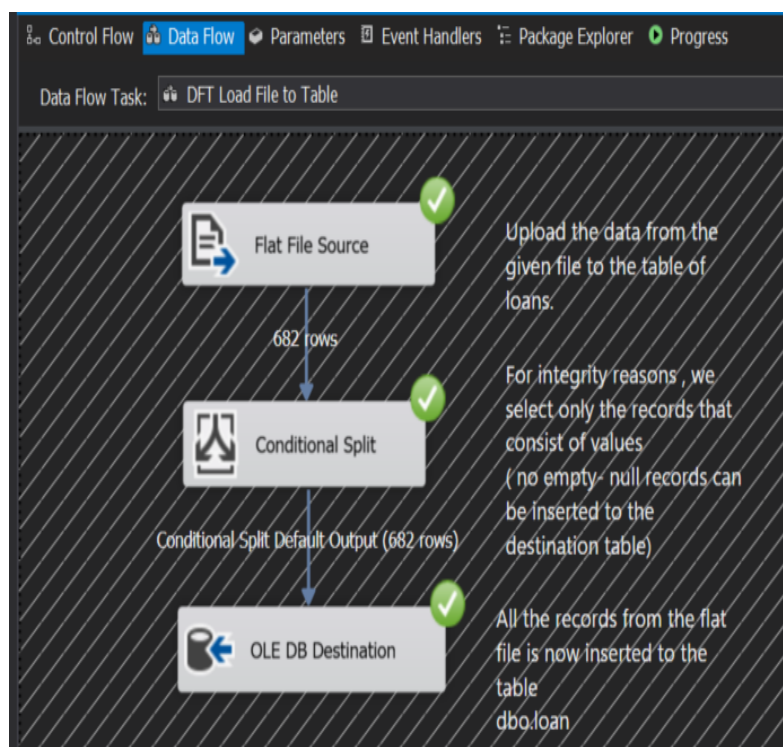 Control Flow Data Flow Parameters Event Handlers Package Explorer Progress
Data Flow Task: DFT Load File to Table
Flat File Source
Upload the data from the
given file to the table of
loans.
682 rows
For integrity reasons , we
select only the records that
consist of values
( no empty- null records can
be inserted to the
destination table)
Conditional Split
Conditional Split Default Output (682 rows)
All the records from the flat
file is now inserted to the
table
dbo.loan
OLE DB Destination